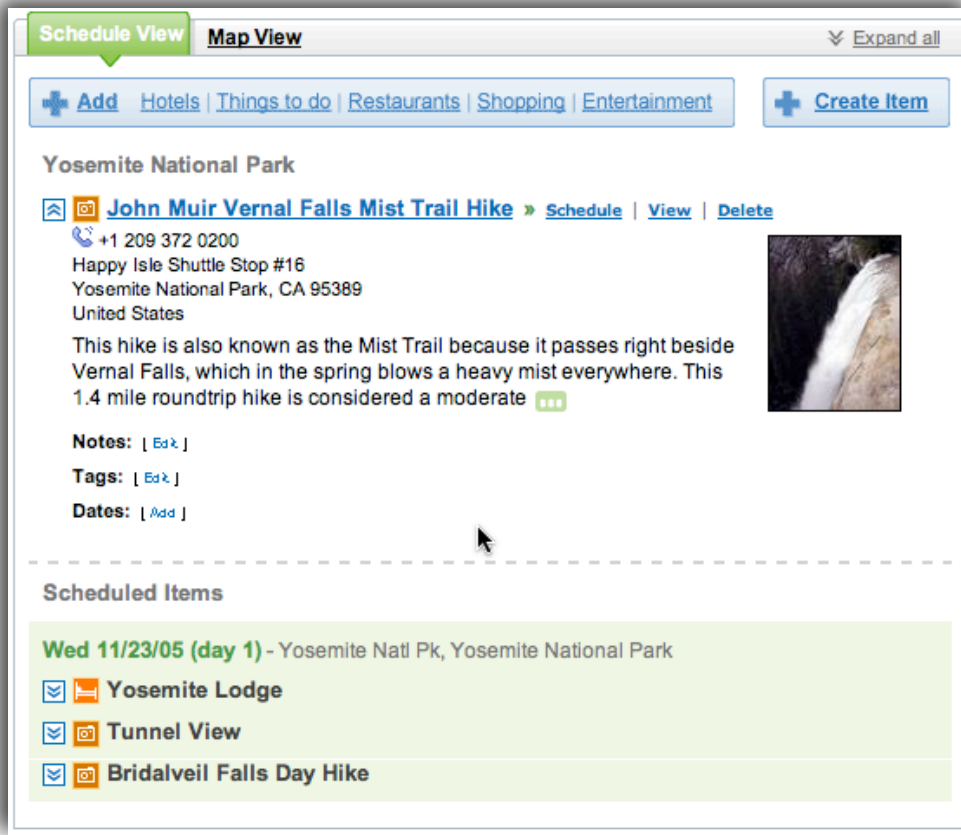 Schedule View Map View Expand all
Add Hotels | Things to do | Restaurants | Shopping | Entertainment Create Item
Yosemite National Park
John Muir Vernal Falls Mist Trail Hike » Schedule | View | Delete
+1 209 372 0200
Happy Isle Shuttle Stop #16
Yosemite National Park, CA 95389
United States
This hike is also known as the Mist Trail because it passes right beside
Vernal Falls, which in the spring blows a heavy mist everywhere. This
1.4 mile roundtrip hike is considered a moderate
Notes: [ Edit ]
Tags: [ Edit ]
Dates: [ Add ]
Scheduled Items
Wed 11/23/05 (day 1) - Yosemite Natl Pk, Yosemite National Park
Yosemite Lodge
Tunnel View
Bridalveil Falls Day Hike